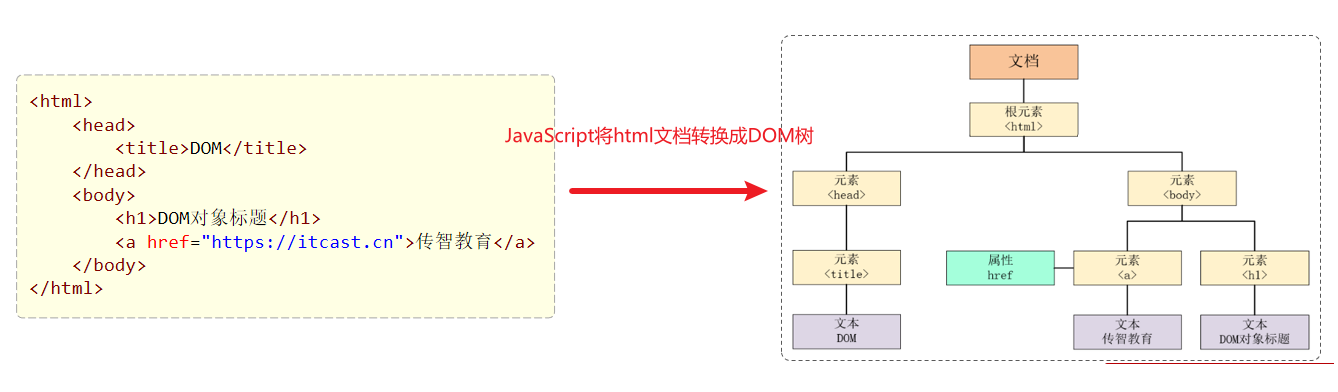 <html>
<head>
<title>DOM</title>
</head>
<body>
<h1>DOM对象标题</h1>
<a href="https://itcast.cn">传智教育</a>
</body>
</html>
JavaScript将html文档转换成DOM树
文档
根元素
<html>
元素
<head>
元素
<body>
元素
<title>
属性
href
元素
<a>
元素
<h1>
文本
DOM
文本
传智教育
文本
DOM对象标题